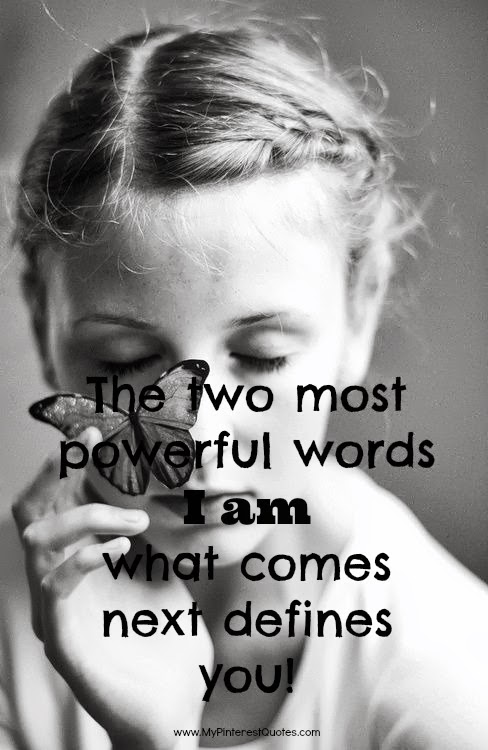 The two most
powerful words
I am
what comes
next defines
you!
www.MyPinterestQuotes.com